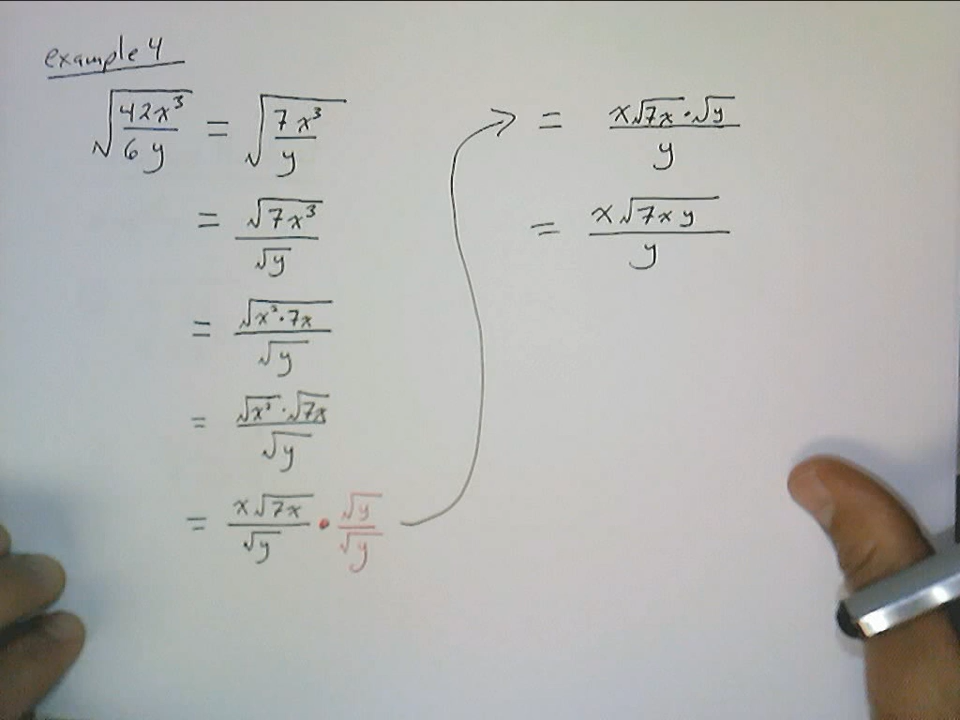 example 4
√(42x³/6y) = √(7x³/y)
= √(7x³)/√y
= √(x²·7x)/√y
= √(x²)·√(7x)/√y
= x√(7x)/√y · √y/√y
= x√(7x)·√y/y
= x√(7xy)/y